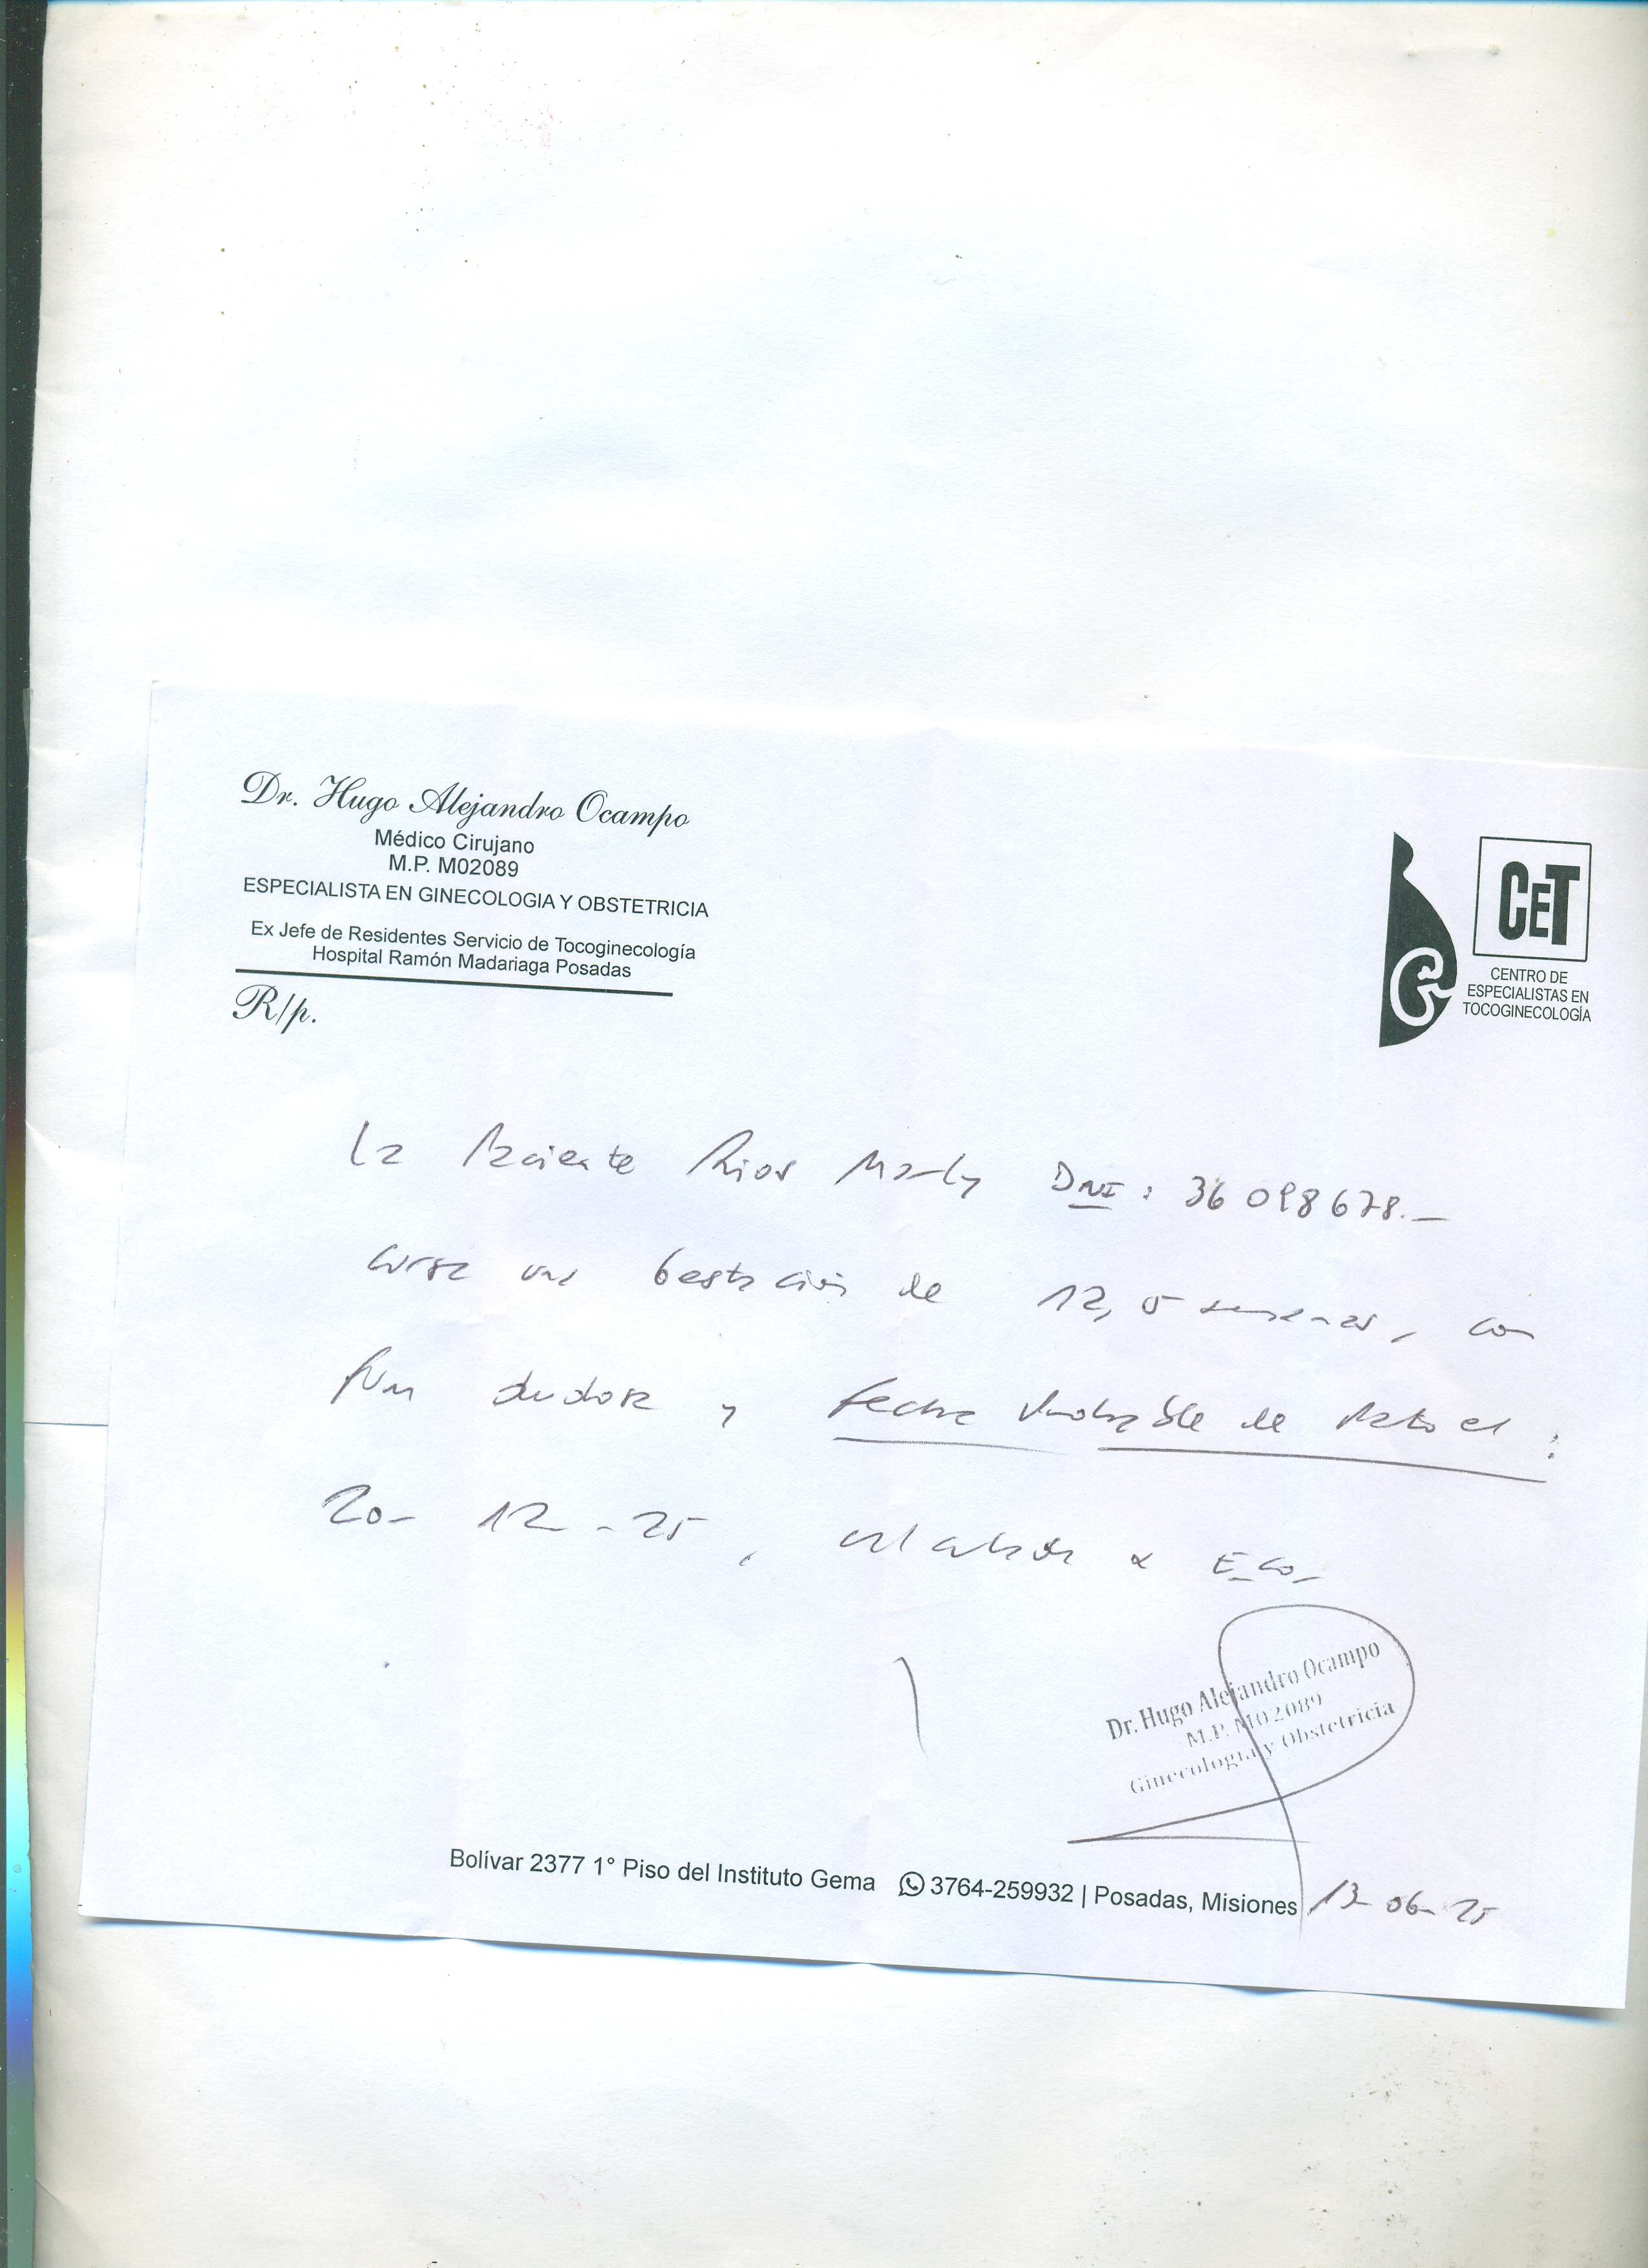 Dr. Hugo Alejandro Ocampo
Médico Cirujano
M.P. M02089
ESPECIALISTA EN GINECOLOGIA Y OBSTETRICIA
Ex Jefe de Residentes Servicio de Tocoginecología
Hospital Ramón Madariaga Posadas
R/p.
CET
CENTRO DE
ESPECIALISTAS EN
TOCOGINECOLOGÍA
La Paciente Rios Marly DNI: 36098678.-
cursa una Gestación de 12,5 semanas, con
fum dudosa y fecha Probable de Parto el:
20-12-25, x Eco,
Dr. Hugo Alejandro Ocampo
M.P. M02089
Ginecología y Obstetricia
Bolívar 2377 1° Piso del Instituto Gema 3764-259932 | Posadas, Misiones 13-06-25